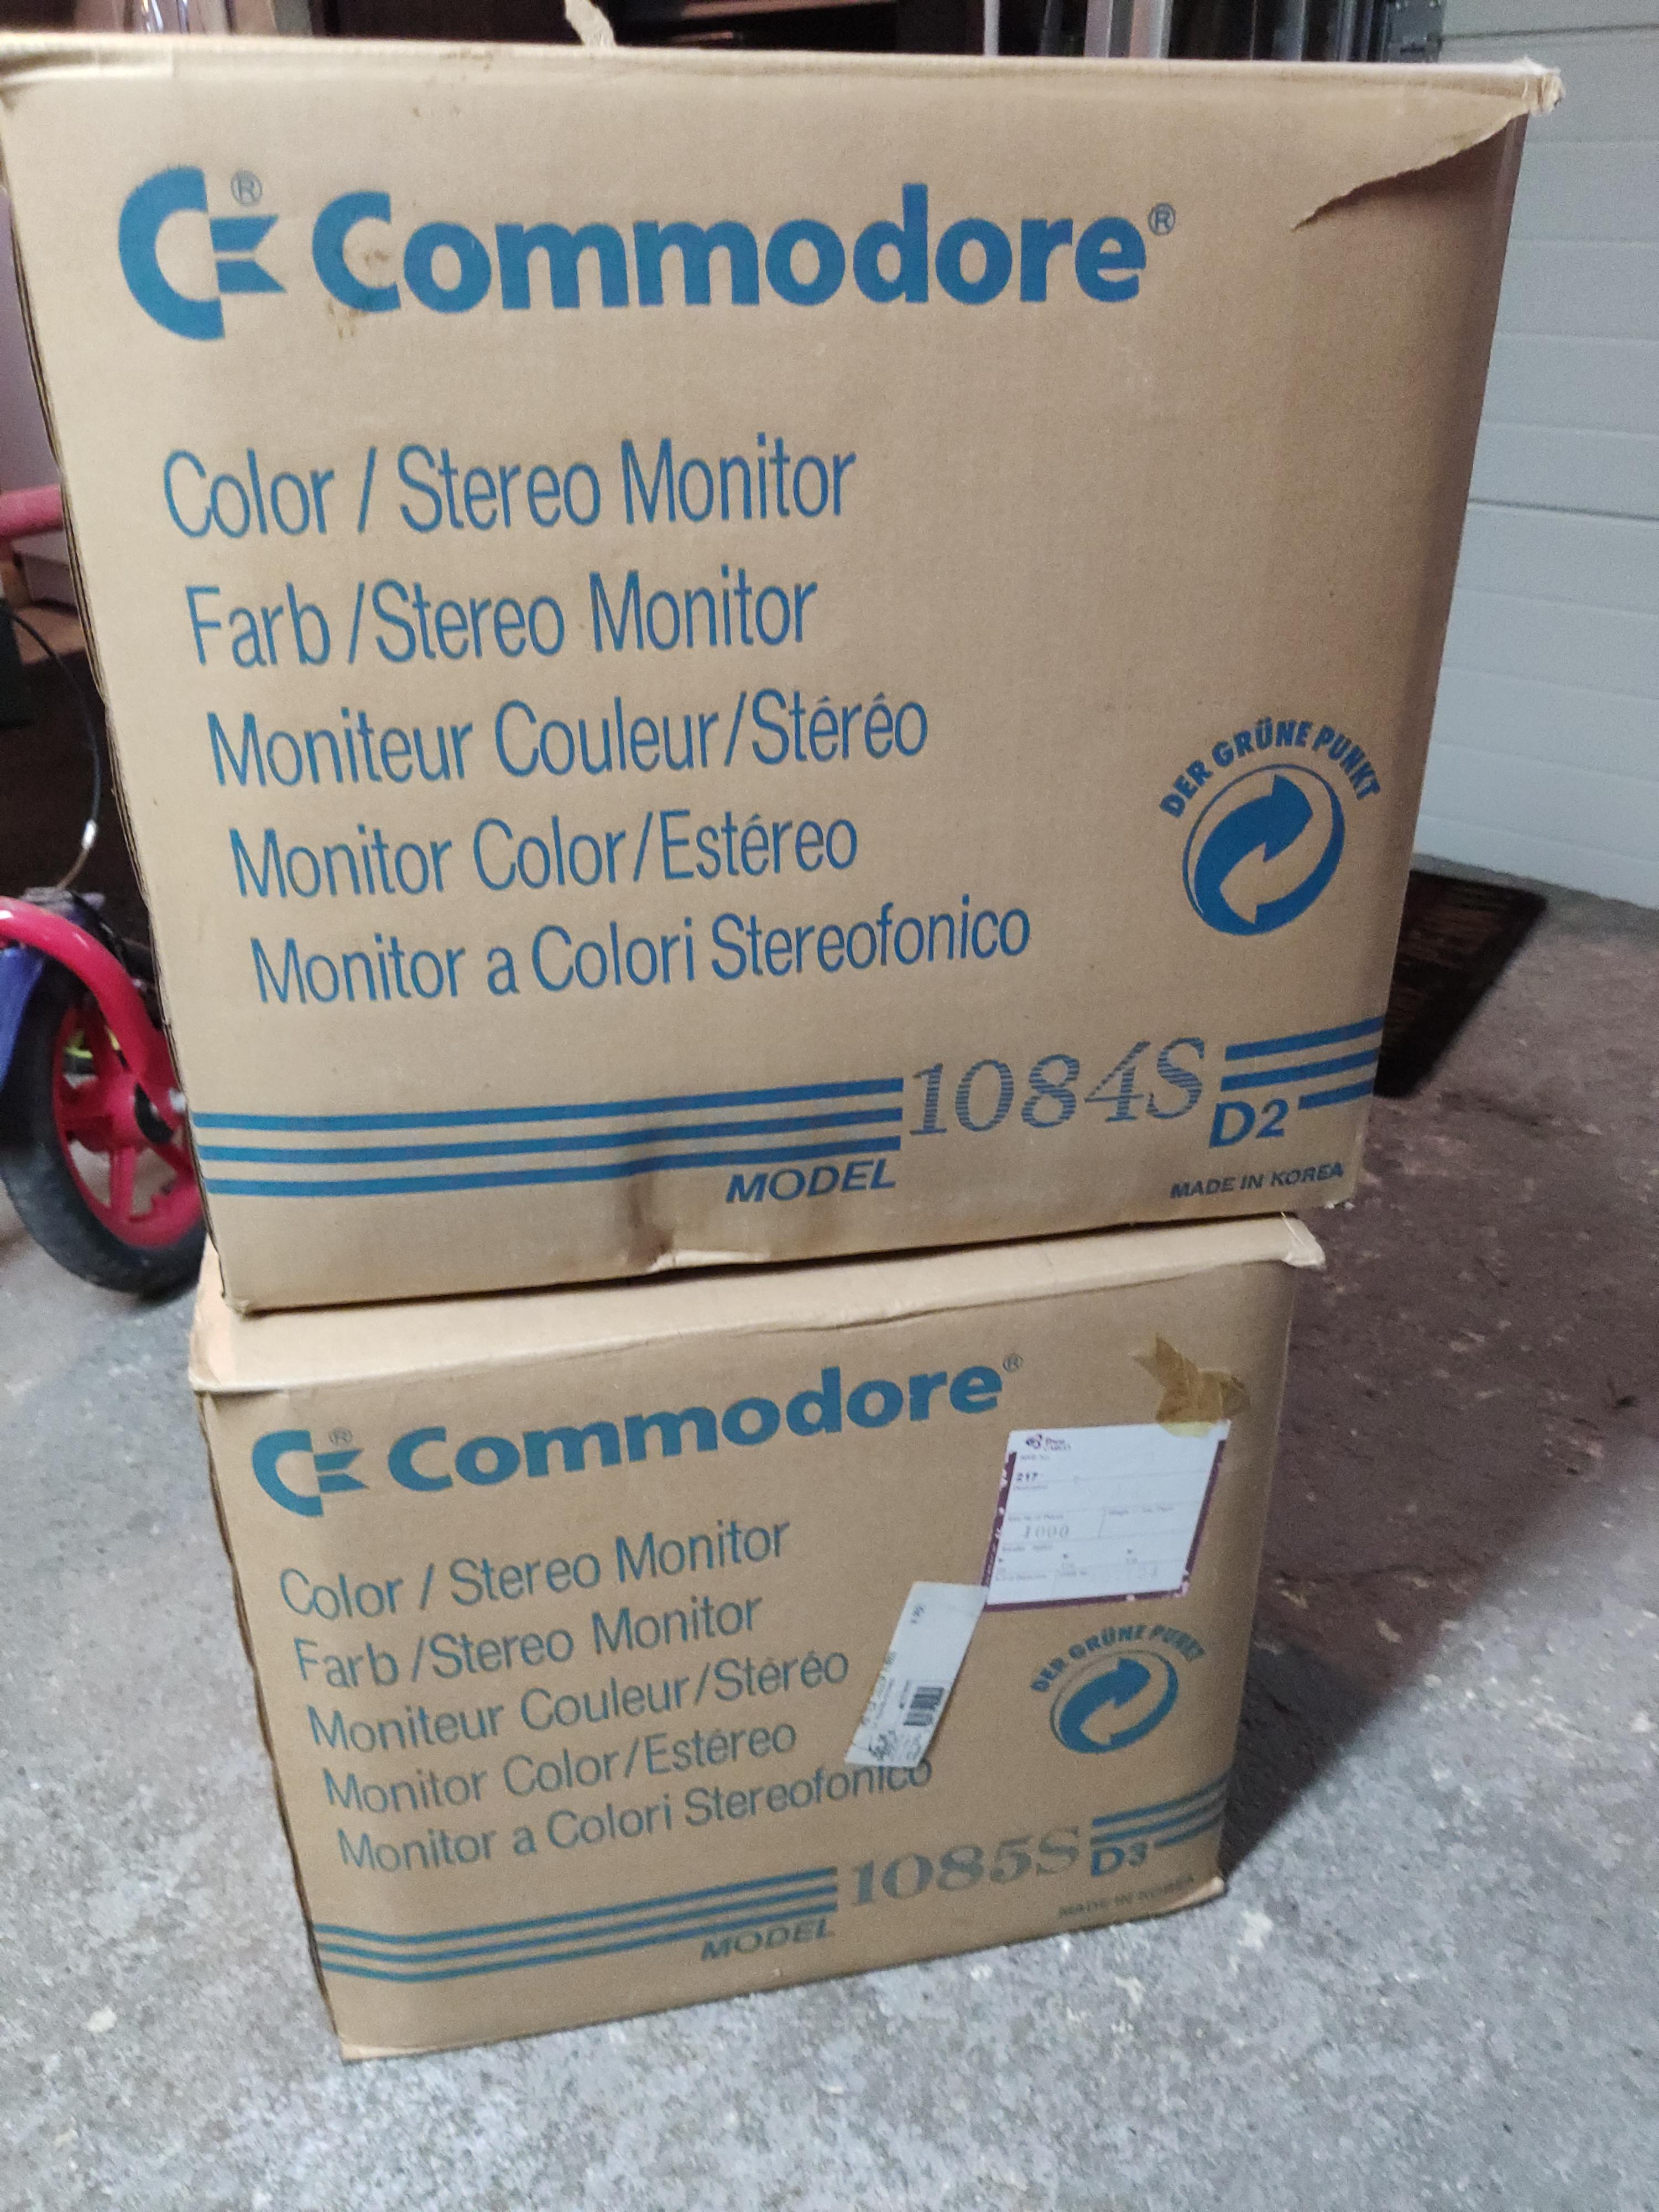 ® Commodore®
Color / Stereo Monitor
Farb /Stereo Monitor
Moniteur Couleur/Stéréo
Monitor Color/Estéreo
Monitor a Colori Stereofonico
DER GRÜNE PUNKT
1084S
D2
MODEL
MADE IN KOREA
® Commodore®
Color / Stereo Monitor
Farb /Stereo Monitor
Moniteur Couleur/Stéréo
Monitor Color/Estéreo
Monitor a Colori Stereofonico
217
1000
DER GRÜNE PUNKT
1085S
D3
MODEL
MADE IN KOREA